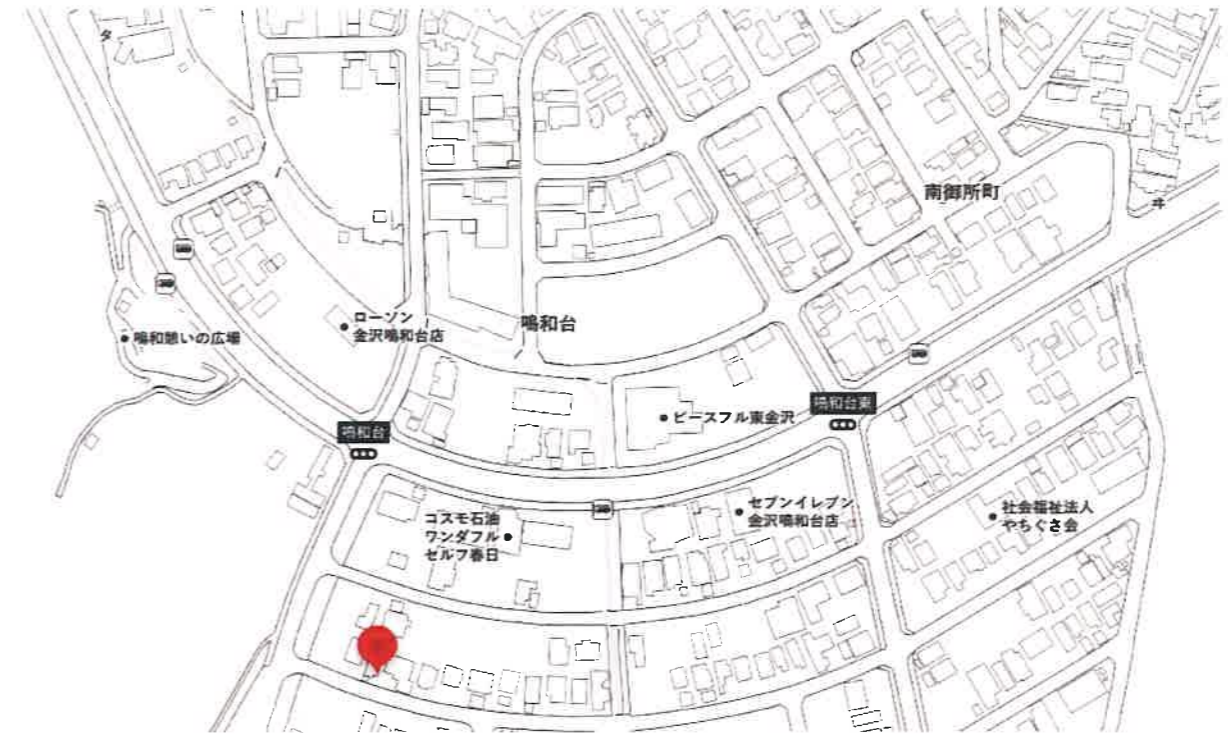 南御所町
ローソン
金沢鳴和台店
鳴和台
鳴和憩いの広場
鳴和台東
ピースフル東金沢
鳴和台
セブンイレブン
金沢鳴和台店
コスモ石油
ワンダフル
セルフ春日
社会福祉法人
やちぐさ会